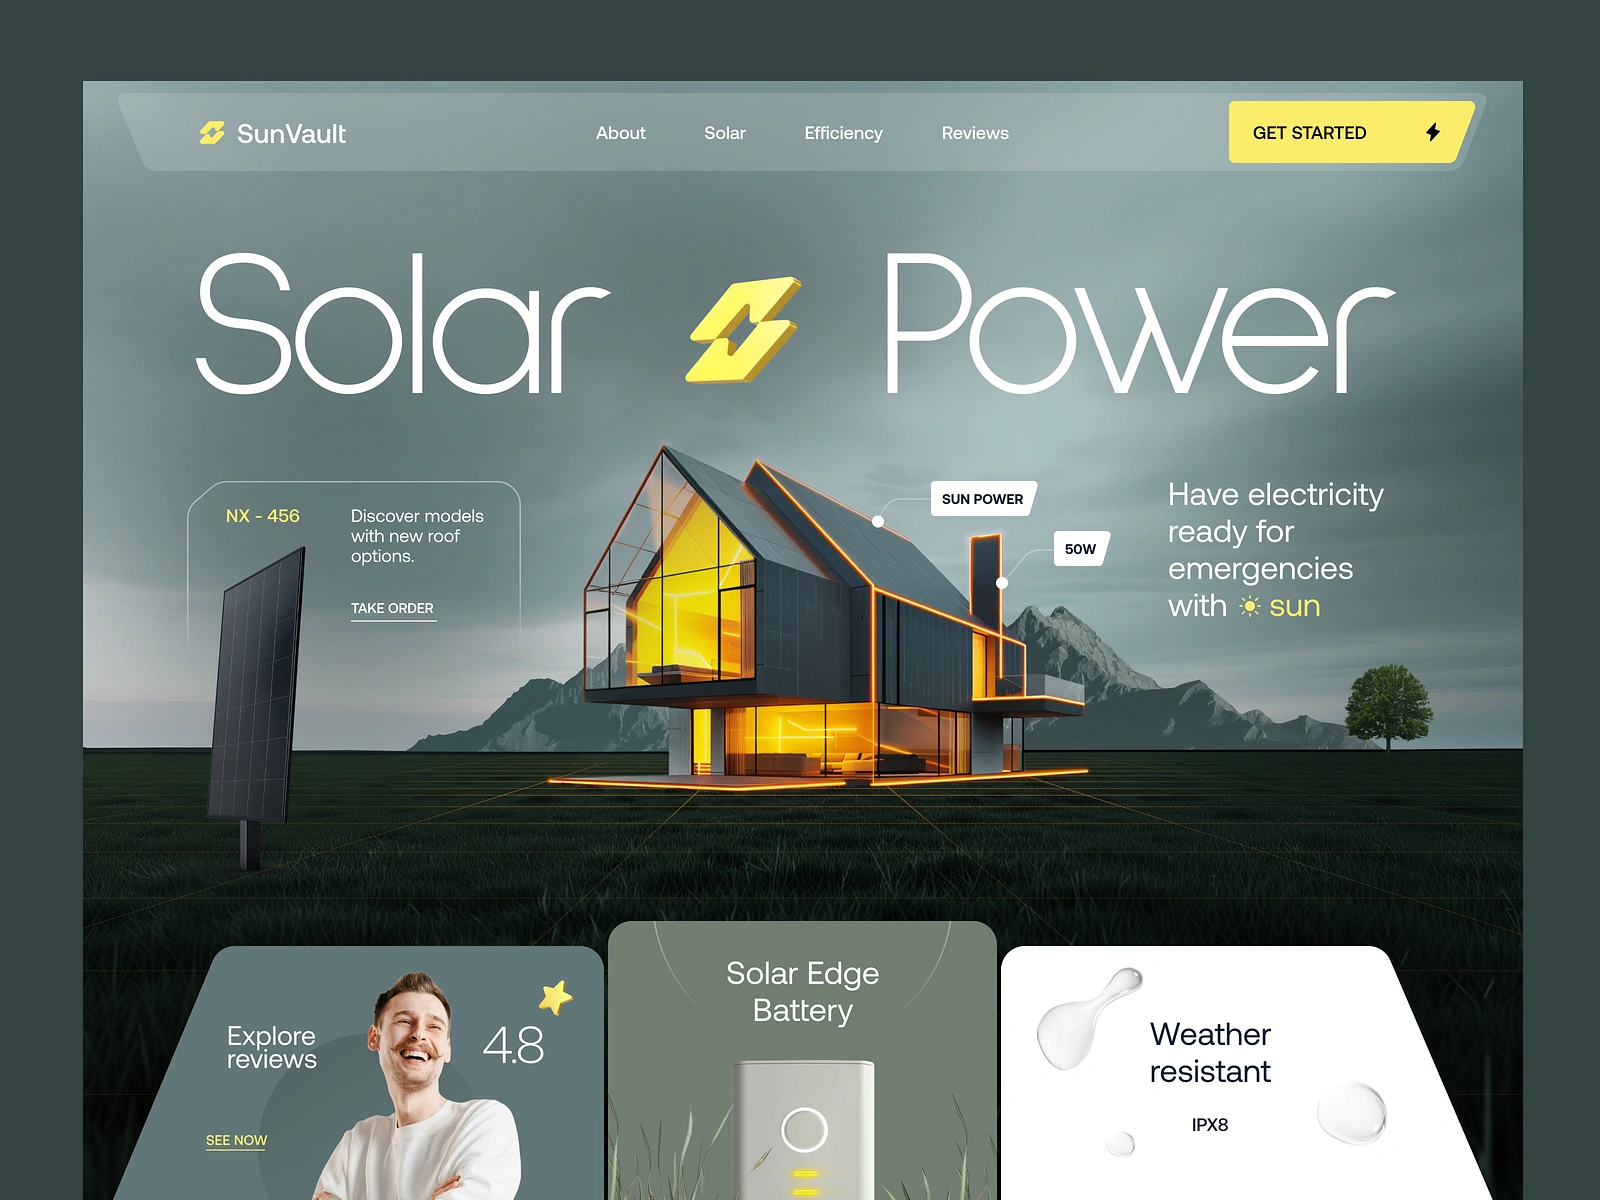 SunVault
About
Solar
Efficiency
Reviews
GET STARTED
Solar Power
NX - 456
Discover models
with new roof
options.
TAKE ORDER
SUN POWER
50W
Have electricity
ready for
emergencies
with sun
Explore
reviews
4.8
SEE NOW
Solar Edge
Battery
Weather
resistant
IPX8